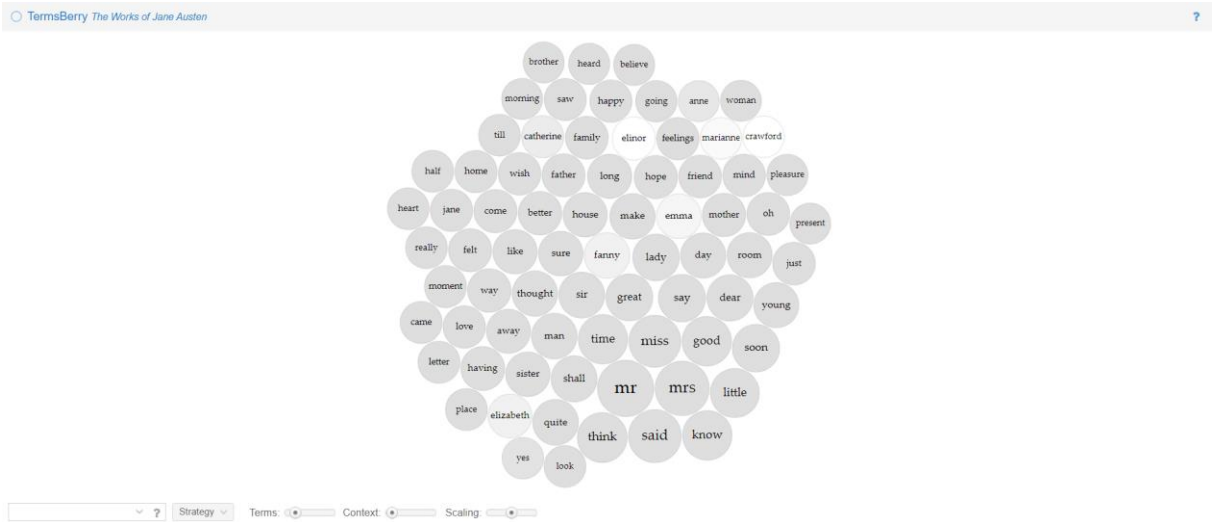 TermsBerry The Works of Jane Austen ?
brother heard believe
morning saw happy going anne woman
till catherine family elinor feelings marianne crawford
half home wish father long hope friend mind pleasure
heart jane come better house make emma mother oh present
really felt like sure fanny lady day room just
moment way thought sir great say dear young
came love away man time miss good soon
letter having sister shall mr mrs little
place elizabeth quite think said know
yes look
? Strategy Terms: Context: Scaling: